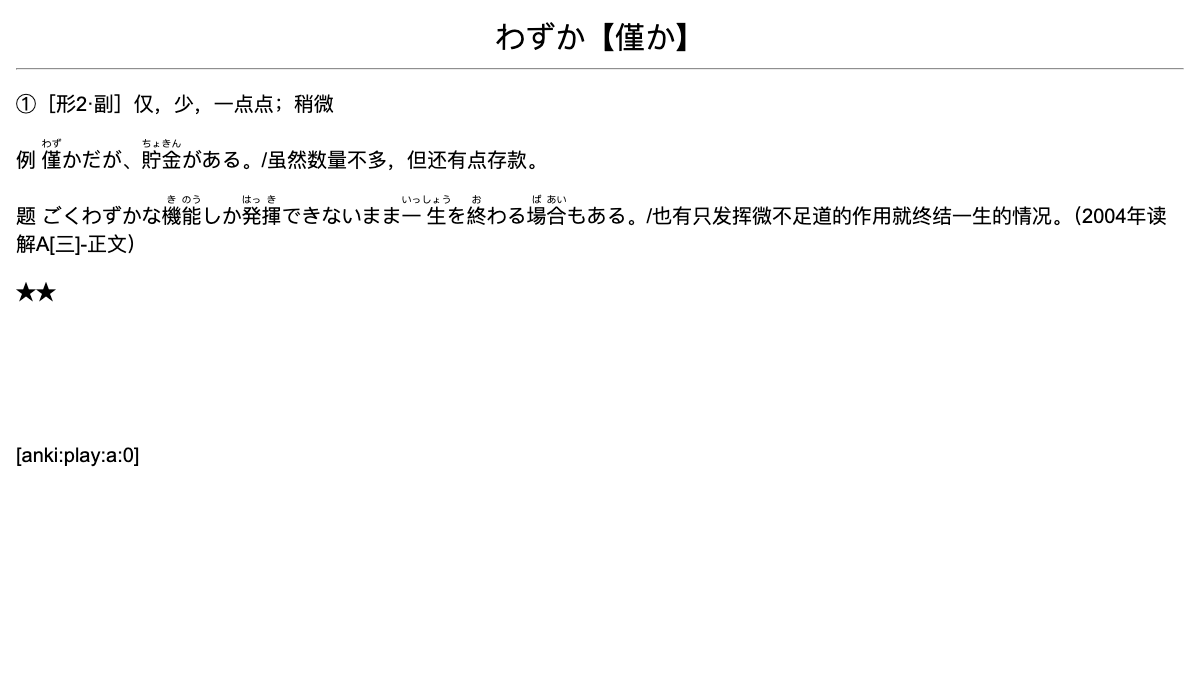 わずか【僅か】
①［形2·副］仅，少，一点点；稍微
わず ちょきん
例 僅かだが、貯金がある。/虽然数量不多，但还有点存款。
き のう はっ き いっしょう お ば あい
题 ごくわずかな機能しか発揮できないまま一生を終わる場合もある。/也有只发挥微不足道的作用就终结一生的情况。（2004年读
解A[三]-正文）
★★
[anki:play:a:0]